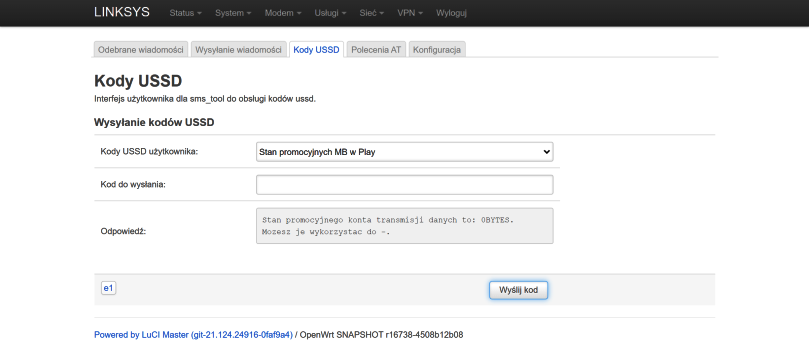 LINKSYS Status System Modem Usługi Sieć VPN Wyloguj
Odebrane wiadomości Wysyłanie wiadomości Kody USSD Polecenia AT Konfiguracja
Kody USSD
Interfejs użytkownika dla sms_tool do obsługi kodów ussd.
Wysyłanie kodów USSD
Kody USSD użytkownika: Stan promocyjnych MB w Play
Kod do wysłania:
Odpowiedź:
Stan promocyjnego konta transmisji danych to: 0BYTES.
Mozesz je wykorzystac do -.
e1 Wyślij kod
Powered by LuCI Master (git-21.124.24916-0faf9a4) / OpenWrt SNAPSHOT r16738-4508b12b08